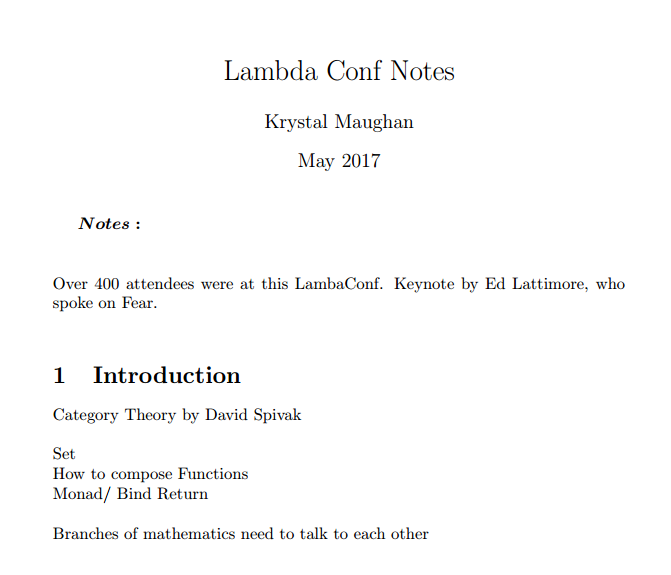 Lambda Conf Notes
Krystal Maughan
May 2017
Notes :
Over 400 attendees were at this LambaConf. Keynote by Ed Lattimore, who
spoke on Fear.
1 Introduction
Category Theory by David Spivak
Set
How to compose Functions
Monad/ Bind Return
Branches of mathematics need to talk to each other